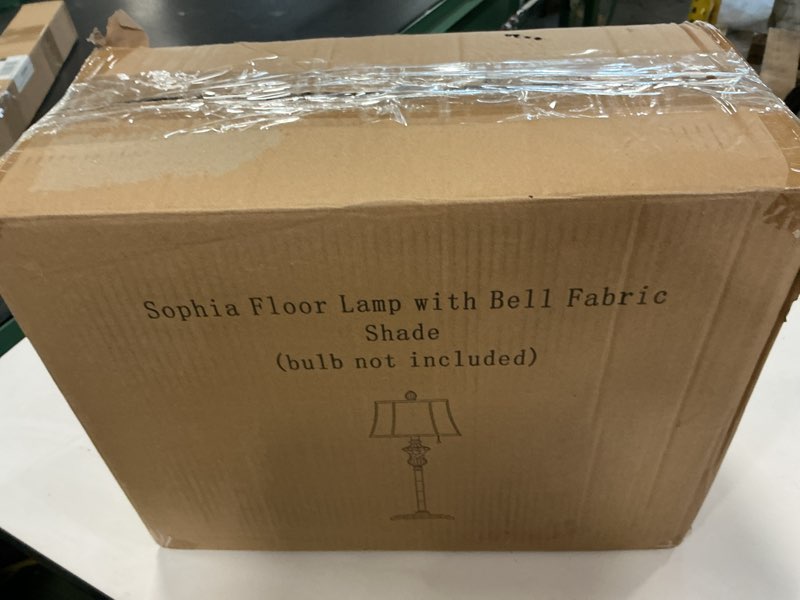 Sophia Floor Lamp with Bell Fabric
Shade
(bulb not included)